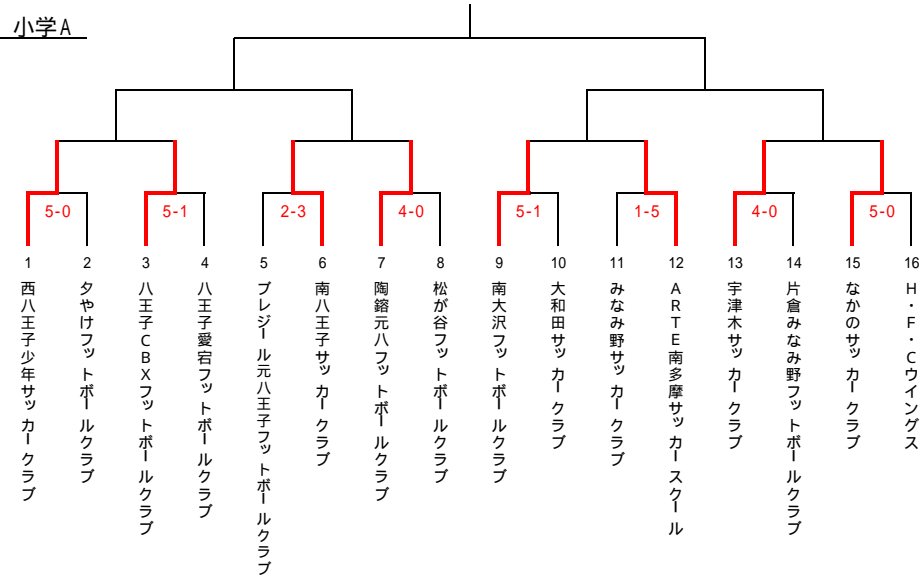 小学A
5-0
5-1
2-3
4-0
5-1
1-5
4-0
5-0
1
2
3
4
5
6
7
8
9
10
11
12
13
14
15
16
西八王子少年サッカークラブ
夕やけフットボールクラブ
八王子CBXフットボールクラブ
八王子愛宕フットボールクラブ
ブレジール元八王子フットボールクラブ
南八王子サッカークラブ
陶鎔元八フットボールクラブ
松が谷フットボールクラブ
南大沢フットボールクラブ
大和田サッカークラブ
みなみ野サッカークラブ
ARTE南多摩サッカースクール
宇津木サッカークラブ
片倉みなみ野フットボールクラブ
なかのサッカークラブ
H・F・Cウイングス